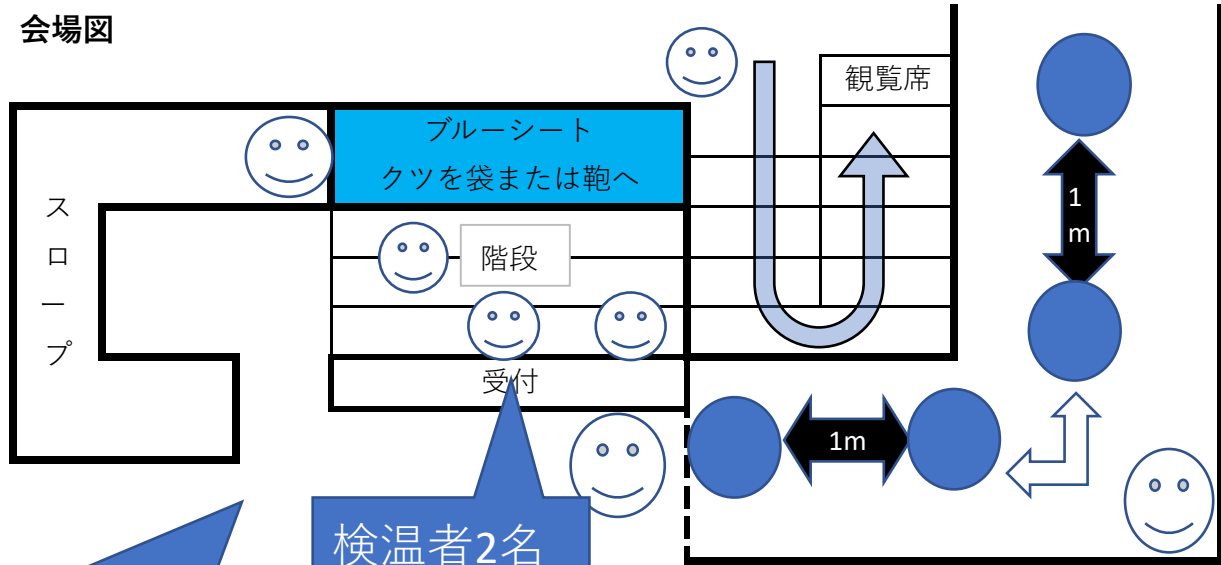 会場図
観覧席
ブルーシート
クツを袋または鞄へ
スロープ
階段
1m
受付
1m
検温者2名